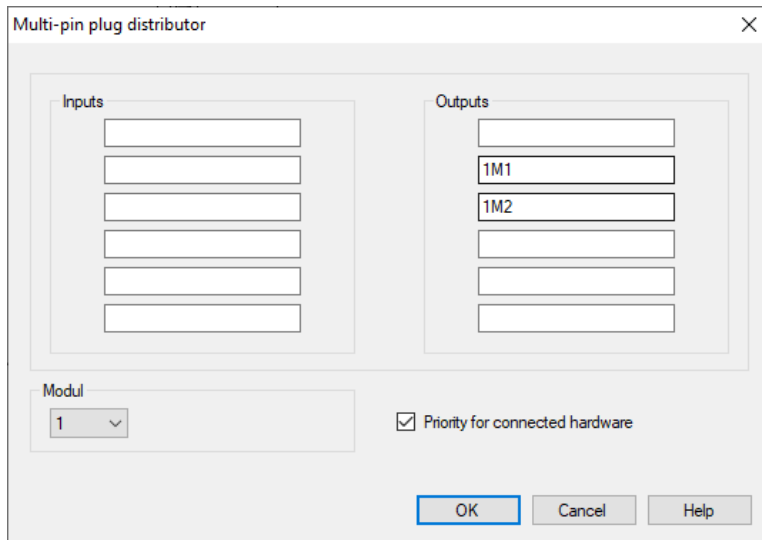 Multi-pin plug distributor
Inputs
Outputs
1M1
1M2
Modul
1
Priority for connected hardware
OK
Cancel
Help